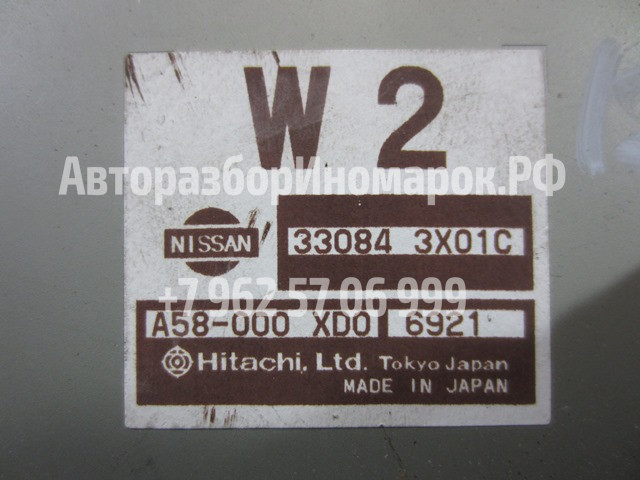 W 2
АвторазборИномарок.РФ
NISSAN 33084 3X01C
+7 962 57 06 999
A58-000 XD0 6921
Hitachi, Ltd. Tokyo Japan
MADE IN JAPAN